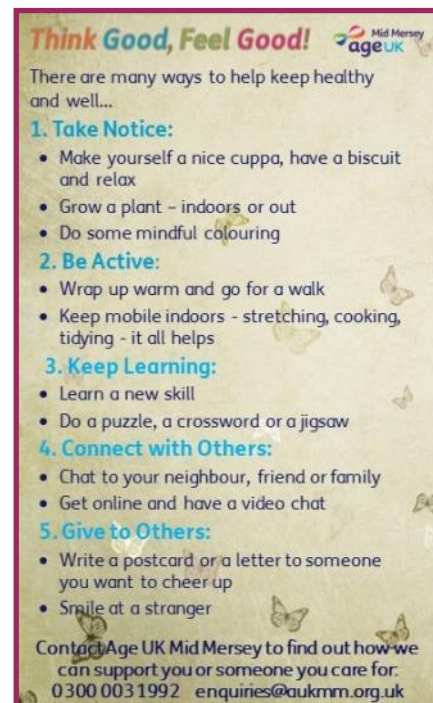 Think Good, Feel Good!
Mid Mersey
age UK
There are many ways to help keep healthy
and well...
1. Take Notice:
• Make yourself a nice cuppa, have a biscuit
and relax
• Grow a plant – indoors or out
• Do some mindful colouring
2. Be Active:
• Wrap up warm and go for a walk
• Keep mobile indoors - stretching, cooking,
tidying - it all helps
3. Keep Learning:
• Learn a new skill
• Do a puzzle, a crossword or a jigsaw
4. Connect with Others:
• Chat to your neighbour, friend or family
• Get online and have a video chat
5. Give to Others:
• Write a postcard or a letter to someone
you want to cheer up
• Smile at a stranger
Contact Age UK Mid Mersey to find out how we
can support you or someone you care for:
0300 003 1992 enquiries@aukmm.org.uk